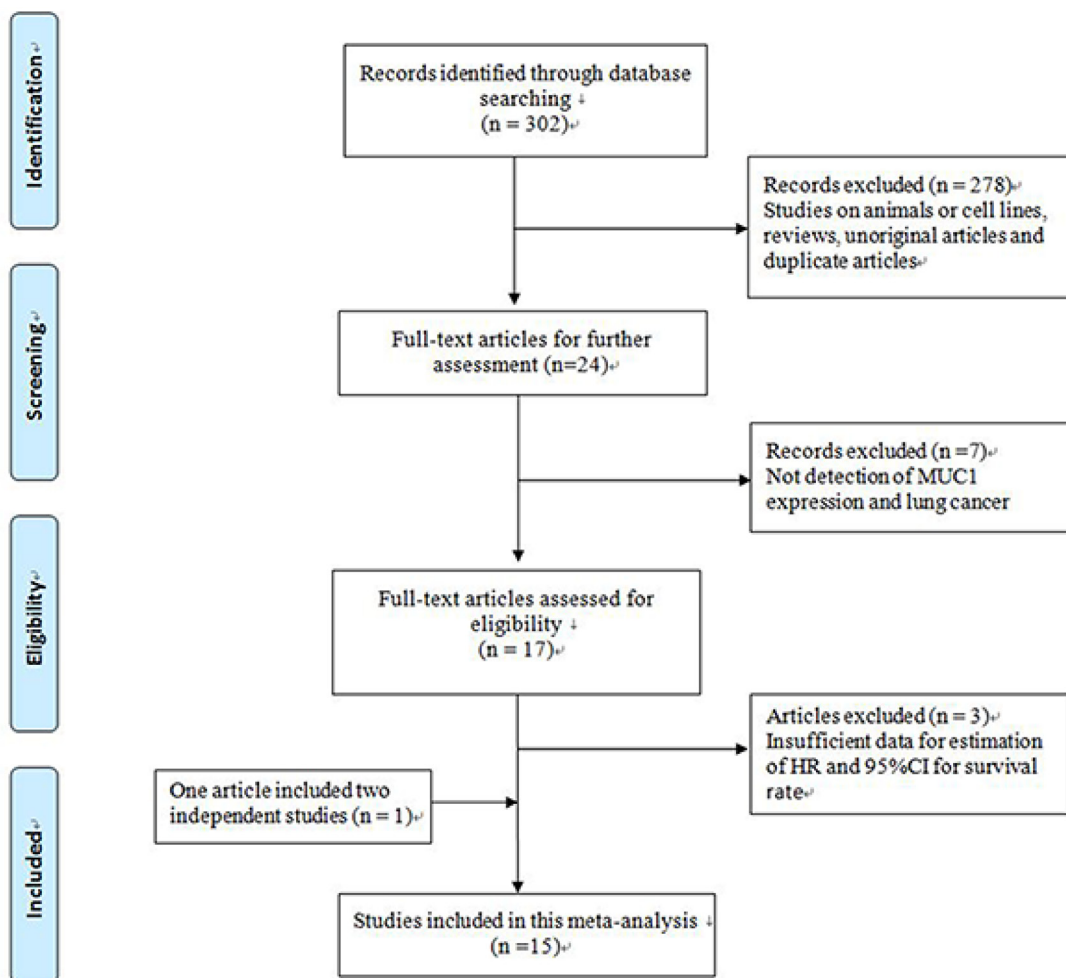 Identification
Records identified through database
searching ↓
(n = 302)↵
Records excluded (n = 278)↵
Studies on animals or cell lines,
reviews, unoriginal articles and
duplicate articles↵
Screening
Full-text articles for further
assessment (n=24)↵
Records excluded (n =7)↵
Not detection of MUC1
expression and lung cancer
Eligibility
Full-text articles assessed for
eligibility ↓
(n = 17)↵
Articles excluded (n = 3)↵
Insufficient data for estimation
of HR and 95%CI for survival
rate↵
One article included two
independent studies (n = 1)↵
Included
Studies included in this meta-analysis ↓
(n =15)↵